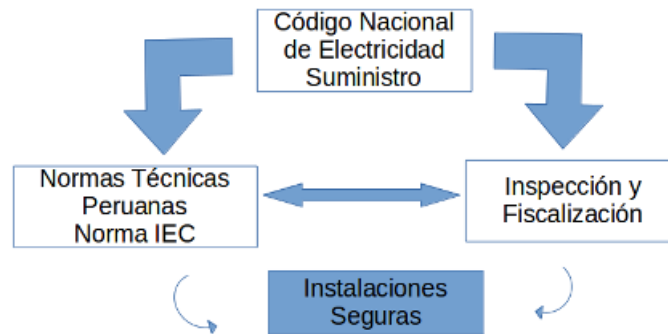 Código Nacional
de Electricidad
Suministro
Normas Técnicas
Peruanas
Norma IEC
Inspección y
Fiscalización
Instalaciones
Seguras